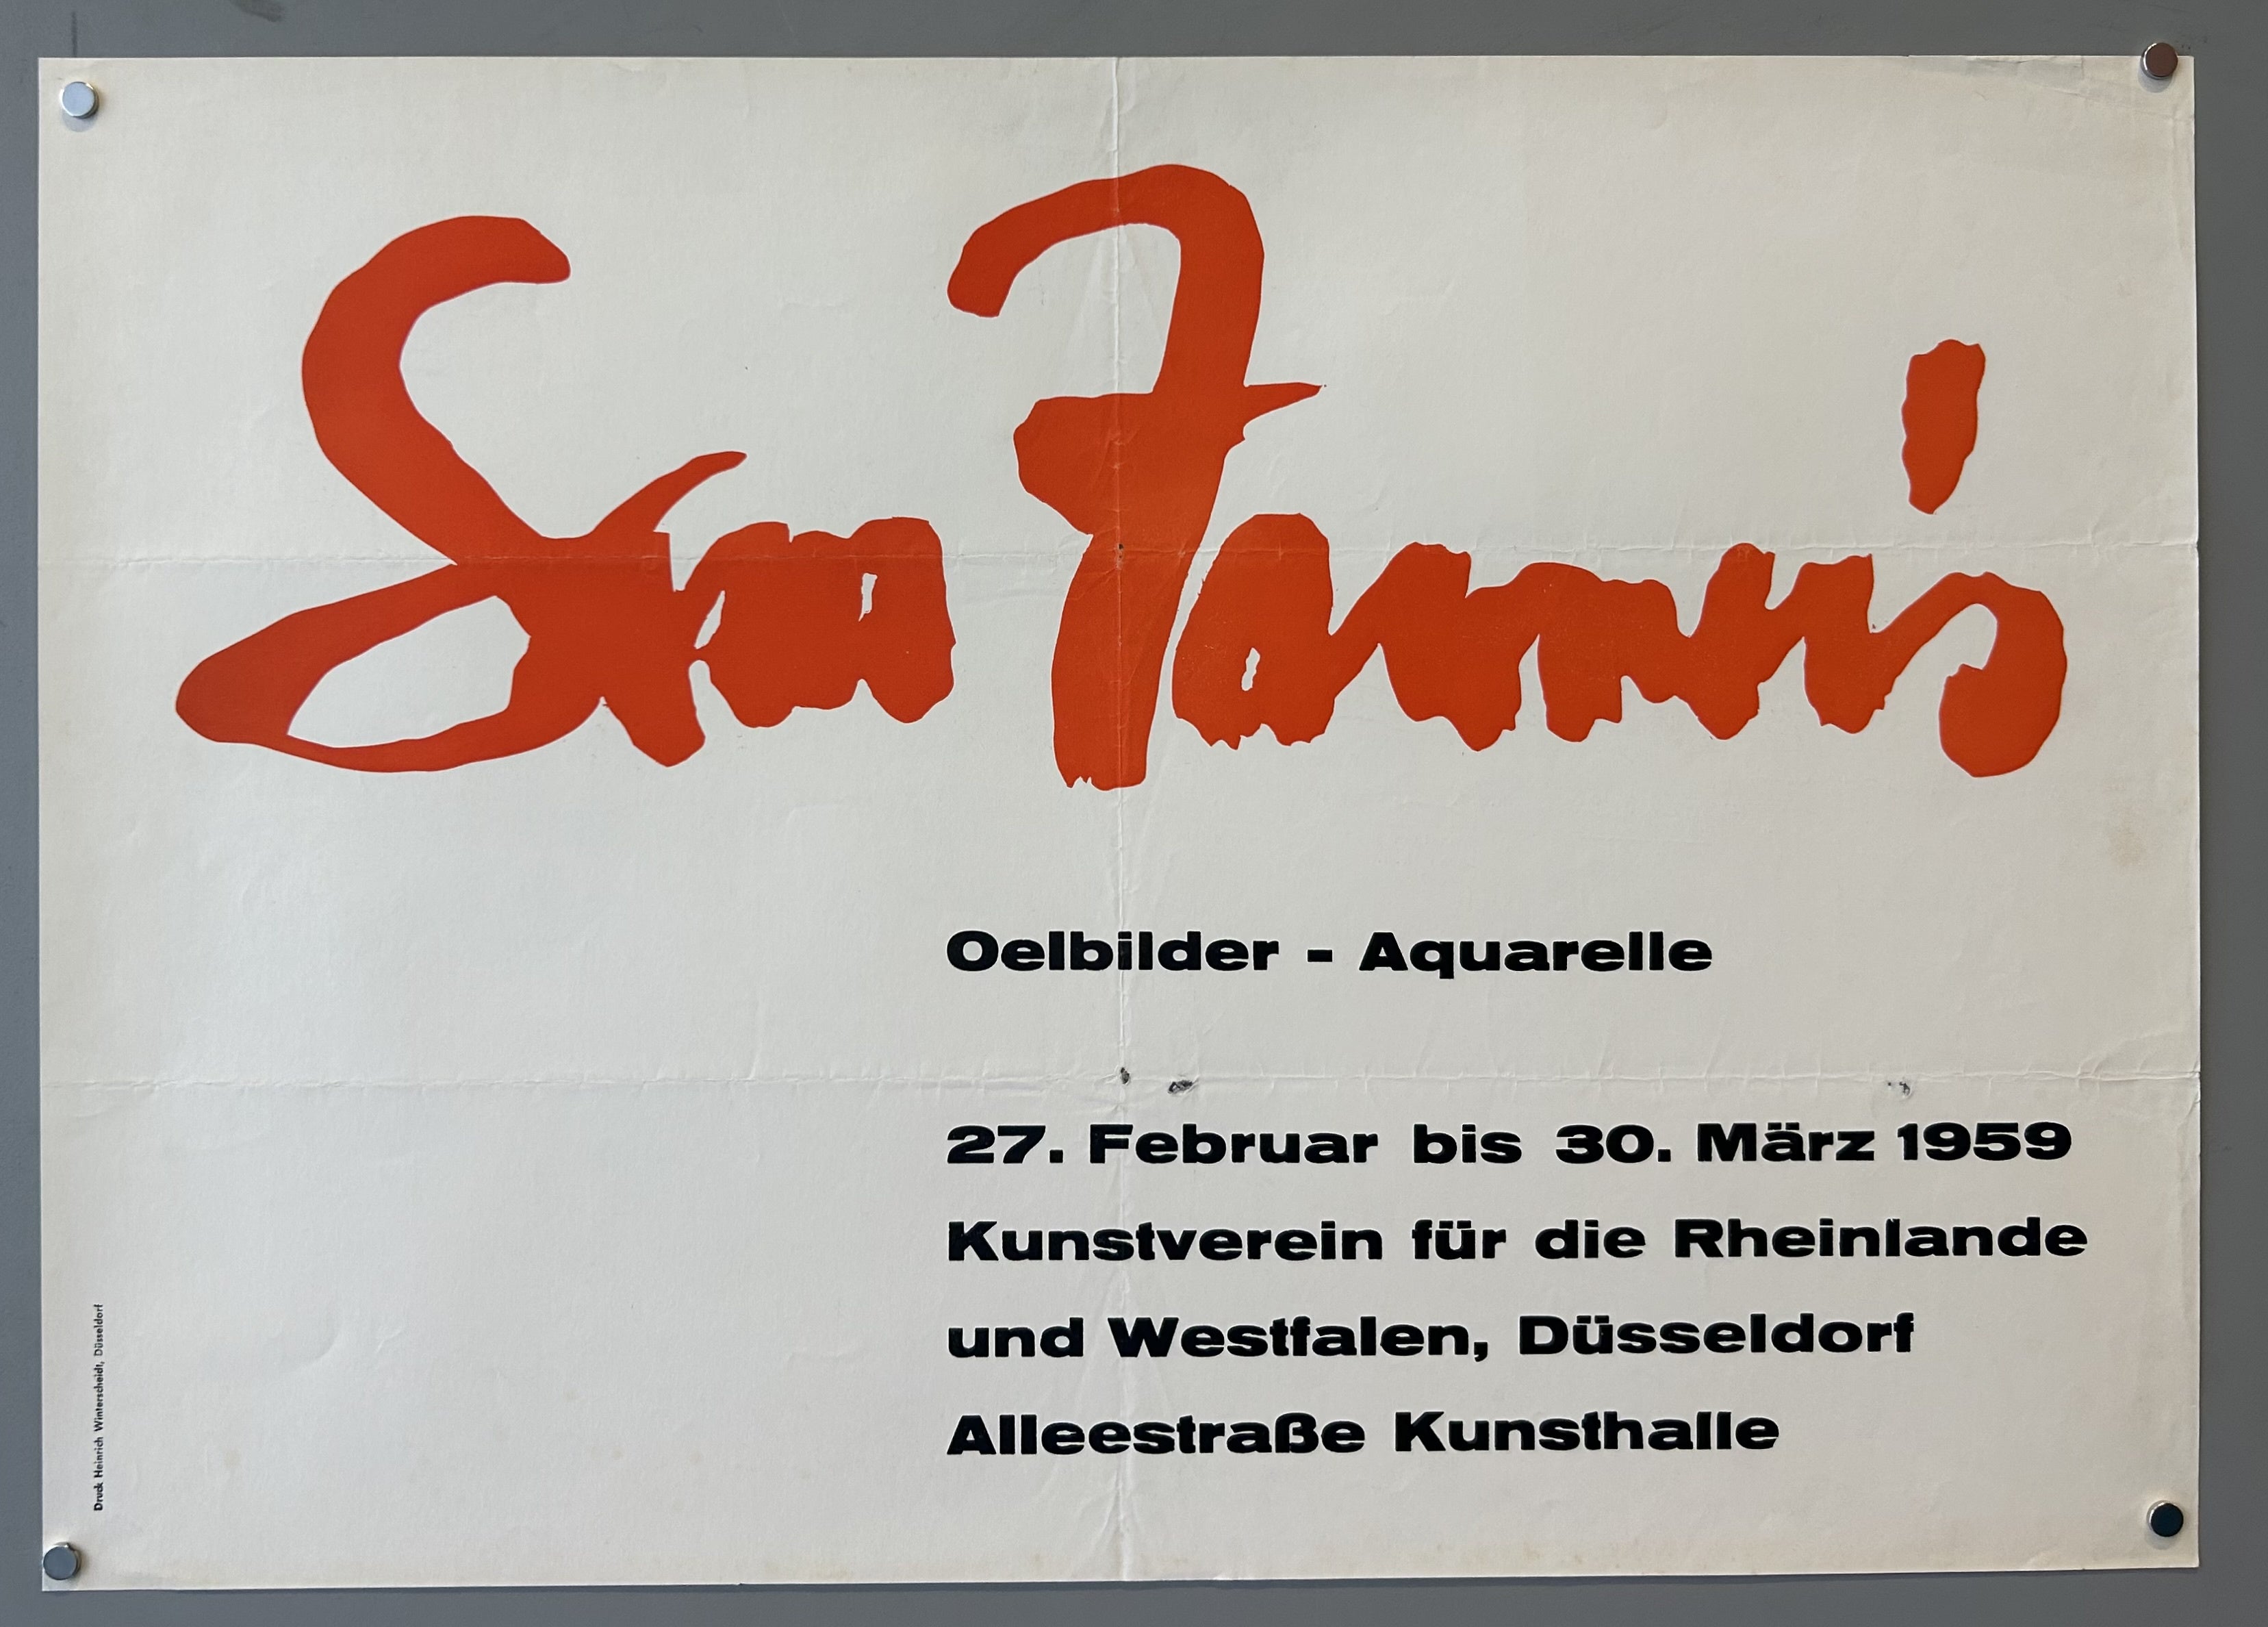 Sam Francis
Oelbilder - Aquarelle
27. Februar bis 30. März 1959
Kunstverein für die Rheinlande
und Westfalen, Düsseldorf
Alleestraße Kunsthalle
Druck Heinrich Winterscheidt, Düsseldorf